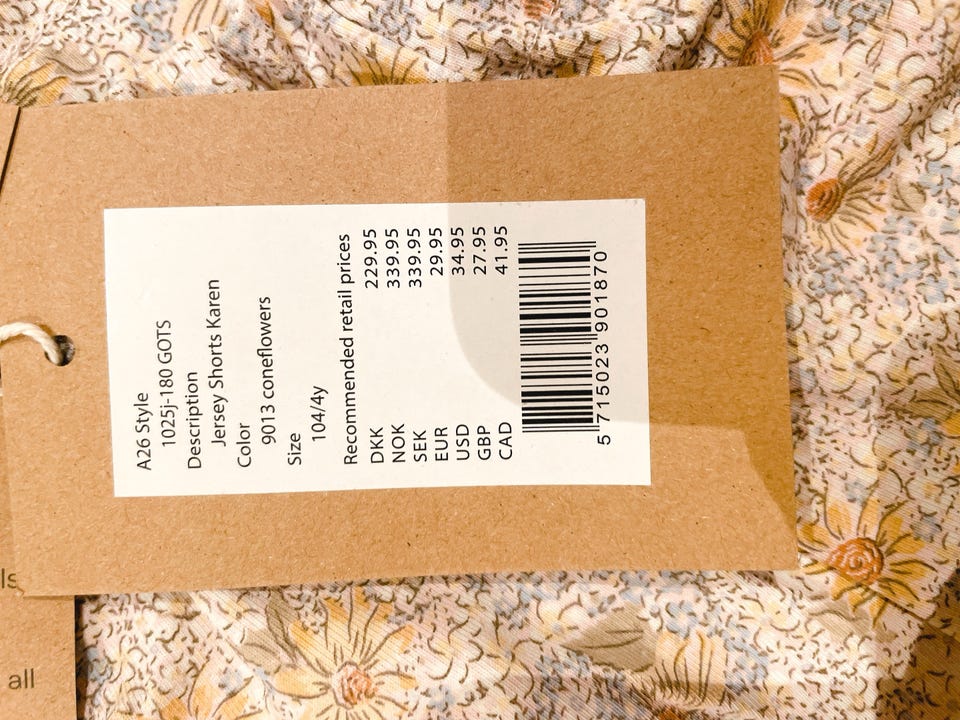 A26 Style
1025j-180 GOTS
Description
Jersey Shorts Karen
Color
9013 coneflowers
Size
104/4y
Recommended retail prices
DKK 229.95
NOK 339.95
SEK 339.95
EUR 29.95
USD 34.95
GBP 27.95
CAD 41.95
5 715023 901870
ls
all